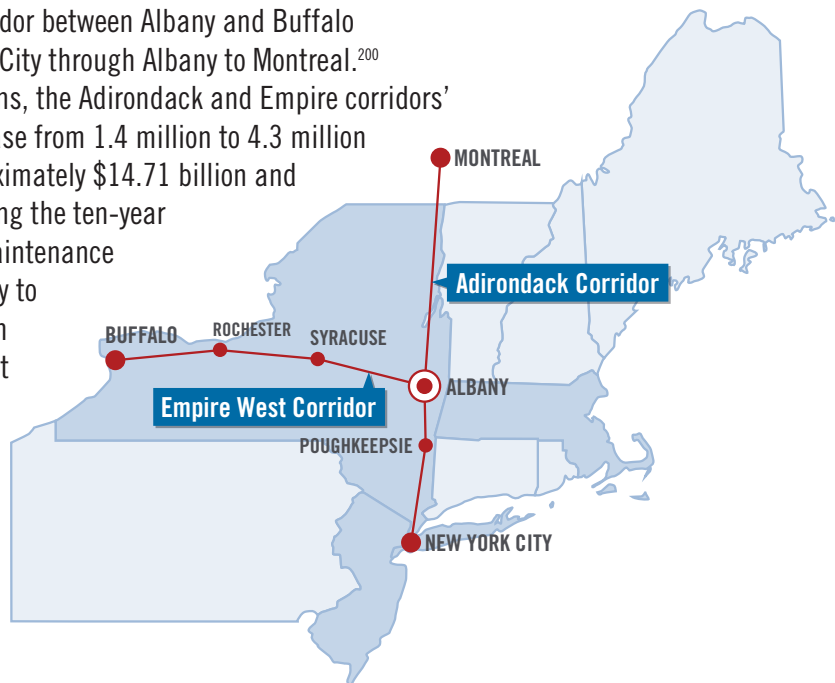 dor between Albany and Buffalo
City through Albany to Montreal.200
ns, the Adirondack and Empire corridors’
se from 1.4 million to 4.3 million
ximately $14.71 billion and
ng the ten-year
aintenance
y to
n
t
MONTREAL
Adirondack Corridor
BUFFALO
ROCHESTER
SYRACUSE
ALBANY
Empire West Corridor
POUGHKEEPSIE
NEW YORK CITY